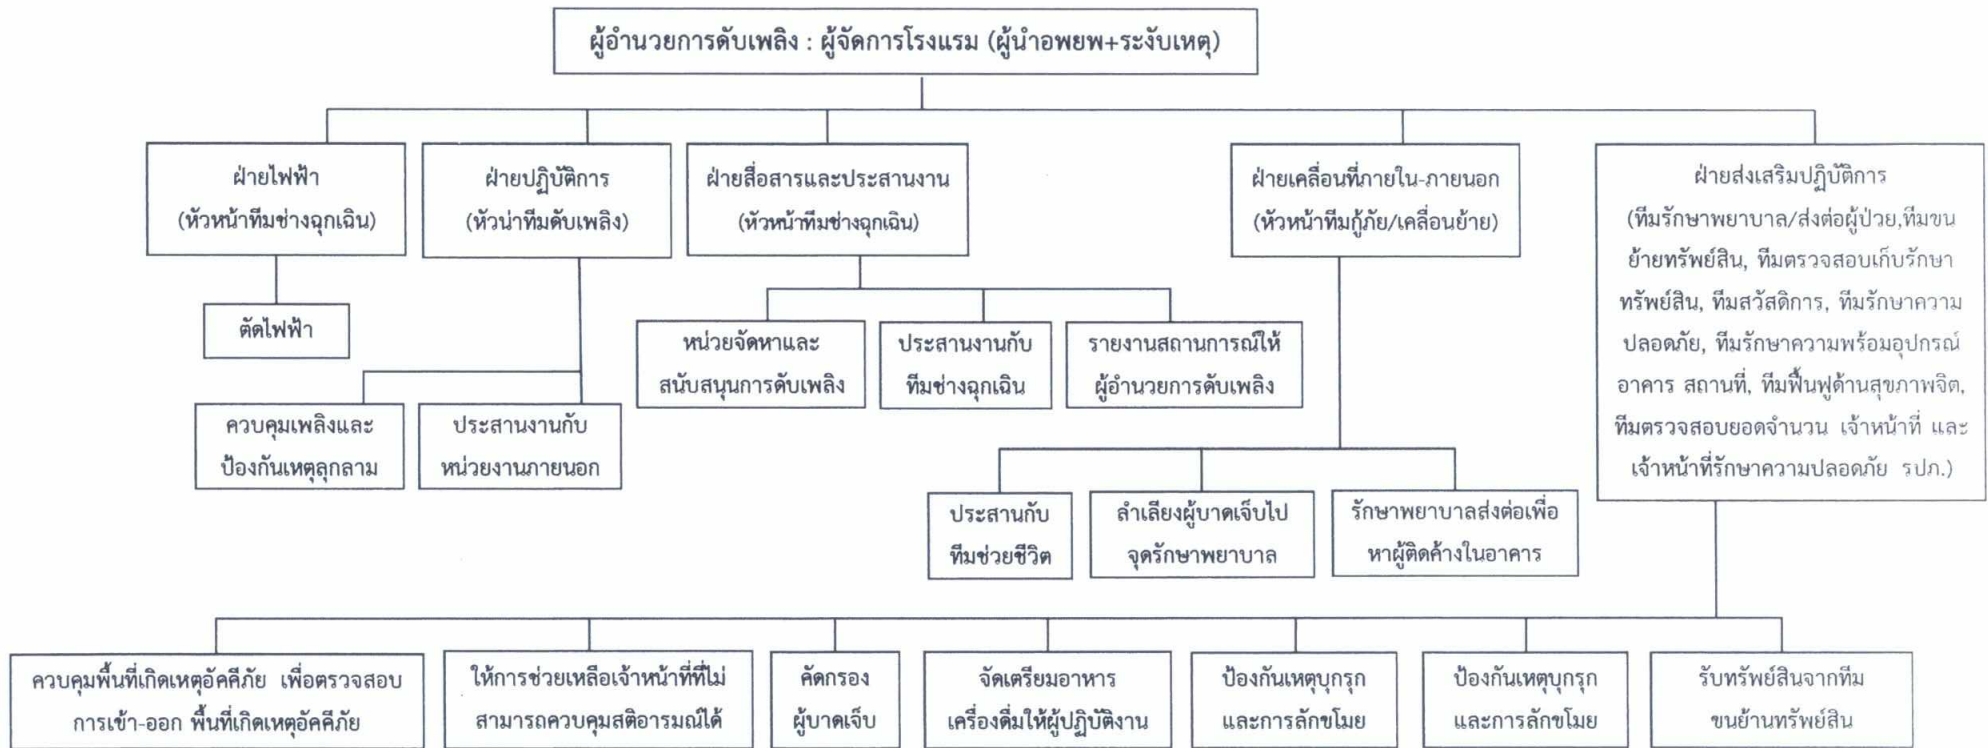 ผู้อำนวยการดับเพลิง : ผู้จัดการโรงแรม (ผู้นำอพยพ+ระงับเหตุ)
ฝ่ายไฟฟ้า
(หัวหน้าทีมช่างฉุกเฉิน)
ฝ่ายปฏิบัติการ
(หัวน่าทีมดับเพลิง)
ฝ่ายสื่อสารและประสานงาน
(หัวหน้าทีมช่างฉุกเฉิน)
ฝ่ายเคลื่อนที่ภายใน-ภายนอก
(หัวหน้าทีมกู้ภัย/เคลื่อนย้าย)
ฝ่ายส่งเสริมปฏิบัติการ
(ทีมรักษาพยาบาล/ส่งต่อผู้ป่วย,ทีมขน
ย้ายทรัพย์สิน, ทีมตรวจสอบเก็บรักษา
ทรัพย์สิน, ทีมสวัสดิการ, ทีมรักษาความ
ปลอดภัย, ทีมรักษาความพร้อมอุปกรณ์
อาคาร สถานที่, ทีมฟื้นฟูด้านสุขภาพจิต,
ทีมตรวจสอบยอดจำนวน เจ้าหน้าที่ และ
เจ้าหน้าที่รักษาความปลอดภัย รปภ.)
ตัดไฟฟ้า
ควบคุมเพลิงและ
ป้องกันเหตุลุกลาม
ประสานงานกับ
หน่วยงานภายนอก
หน่วยจัดหาและ
สนับสนุนการดับเพลิง
ประสานงานกับ
ทีมช่างฉุกเฉิน
รายงานสถานการณ์ให้
ผู้อำนวยการดับเพลิง
ประสานกับ
ทีมช่วยชีวิต
ลำเลียงผู้บาดเจ็บไป
จุดรักษาพยาบาล
รักษาพยาบาลส่งต่อเพื่อ
หาผู้ติดค้างในอาคาร
ควบคุมพื้นที่เกิดเหตุอัคคีภัย เพื่อตรวจสอบ
การเข้า-ออก พื้นที่เกิดเหตุอัคคีภัย
ให้การช่วยเหลือเจ้าหน้าที่ที่ไม่
สามารถควบคุมสติอารมณ์ได้
คัดกรอง
ผู้บาดเจ็บ
จัดเตรียมอาหาร
เครื่องดื่มให้ผู้ปฏิบัติงาน
ป้องกันเหตุบุกรุก
และการลักขโมย
ป้องกันเหตุบุกรุก
และการลักขโมย
รับทรัพย์สินจากทีม
ขนย้านทรัพย์สิน